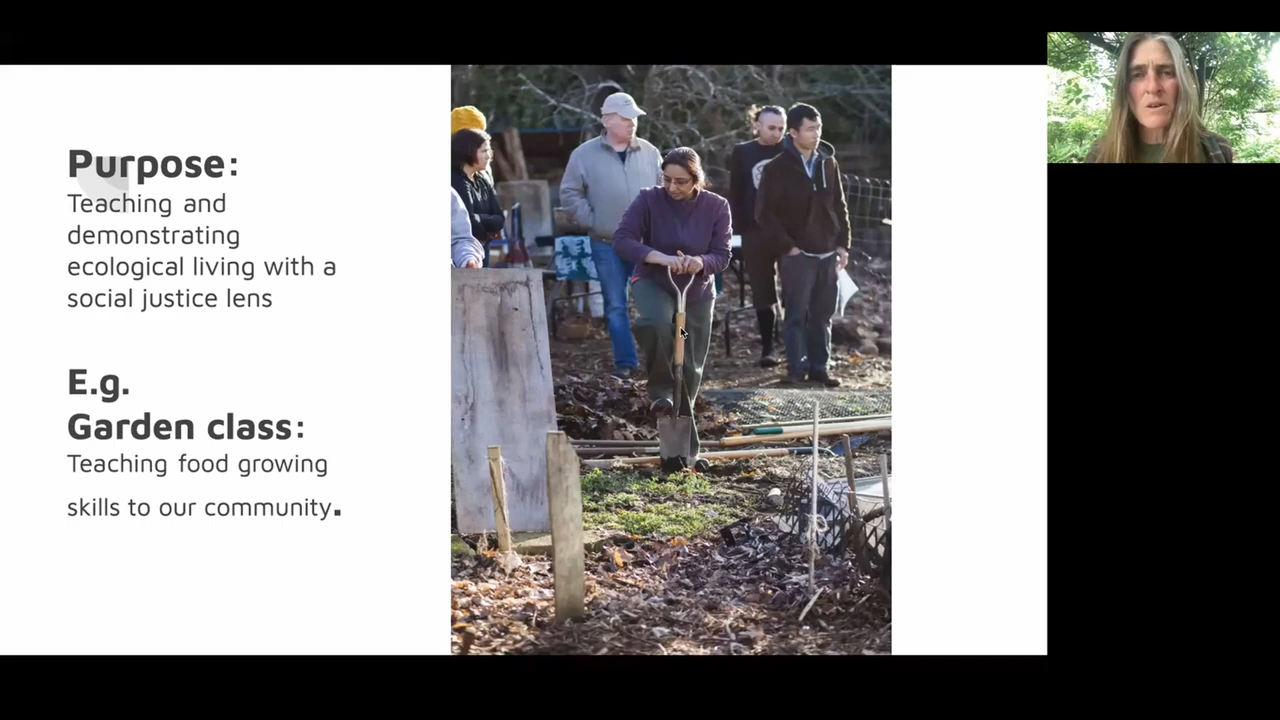 Purpose:
Teaching and
demonstrating
ecological living with a
social justice lens
E.g.
Garden class:
Teaching food growing
skills to our community.